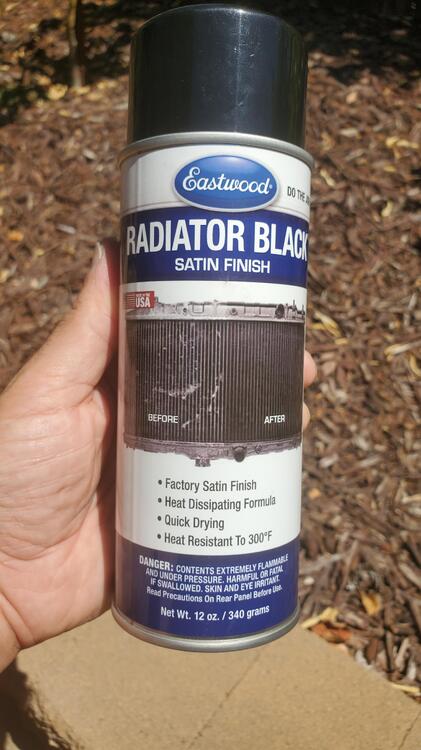 Eastwood®
DO THE
RADIATOR BLACK
SATIN FINISH
USA
BEFORE
AFTER
• Factory Satin Finish
• Heat Dissipating Formula
• Quick Drying
• Heat Resistant To 300°F
DANGER: CONTENTS EXTREMELY FLAMMABLE
AND UNDER PRESSURE. HARMFUL OR FATAL
IF SWALLOWED. SKIN AND EYE IRRITANT.
Read Precautions On Rear Panel Before Use.
Net Wt. 12 oz. / 340 grams